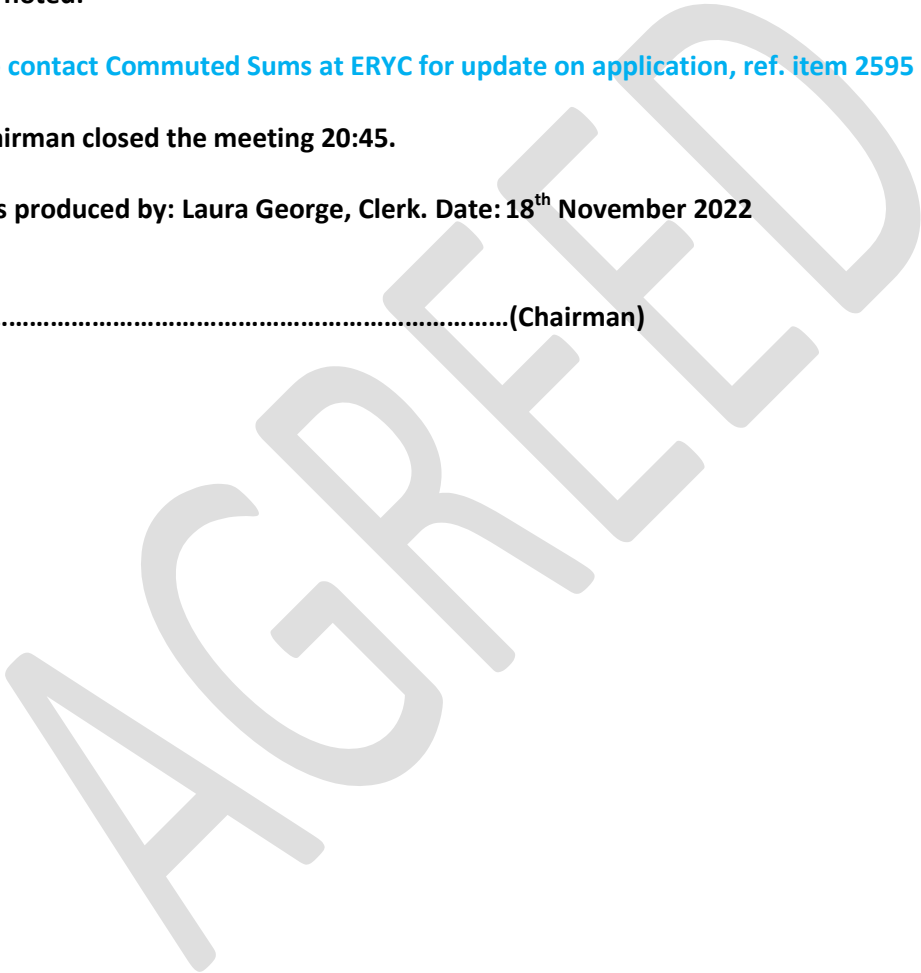 noted.
contact Commuted Sums at ERYC for update on application, ref. item 2595
airman closed the meeting 20:45.
s produced by: Laura George, Clerk. Date: 18th November 2022
……………………………………………………………………(Chairman)
AGREED